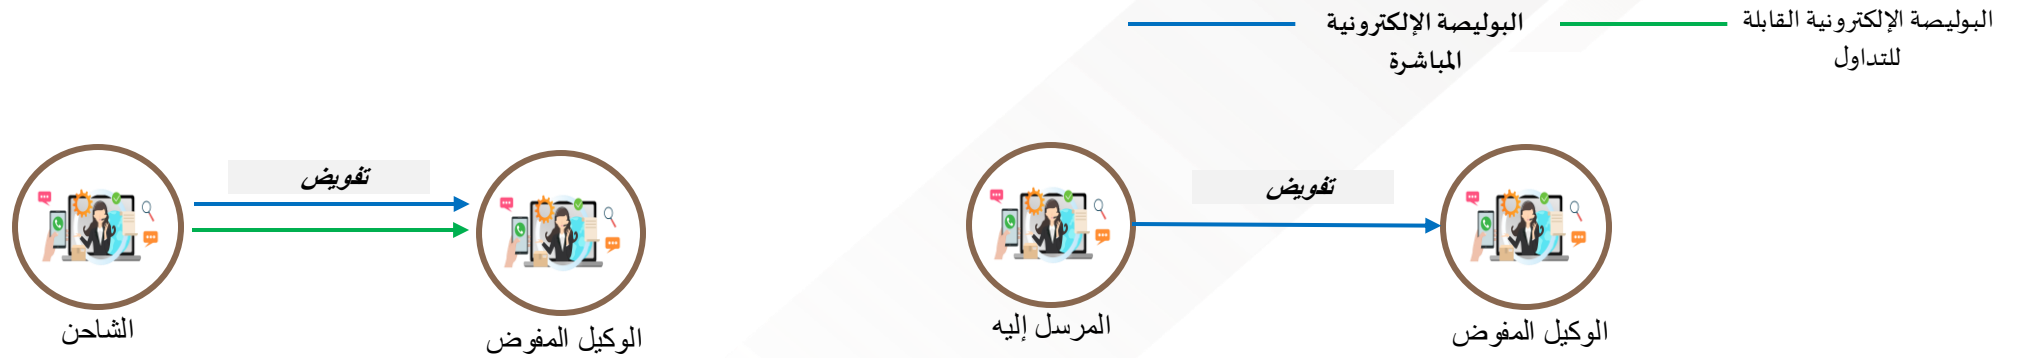 البوليصة الإلكترونية القابلة
للتداول
البوليصة الإلكترونية
المباشرة
تفويض
تفويض
الوكيل المفوض
المرسل إليه
الوكيل المفوض
الشاحن